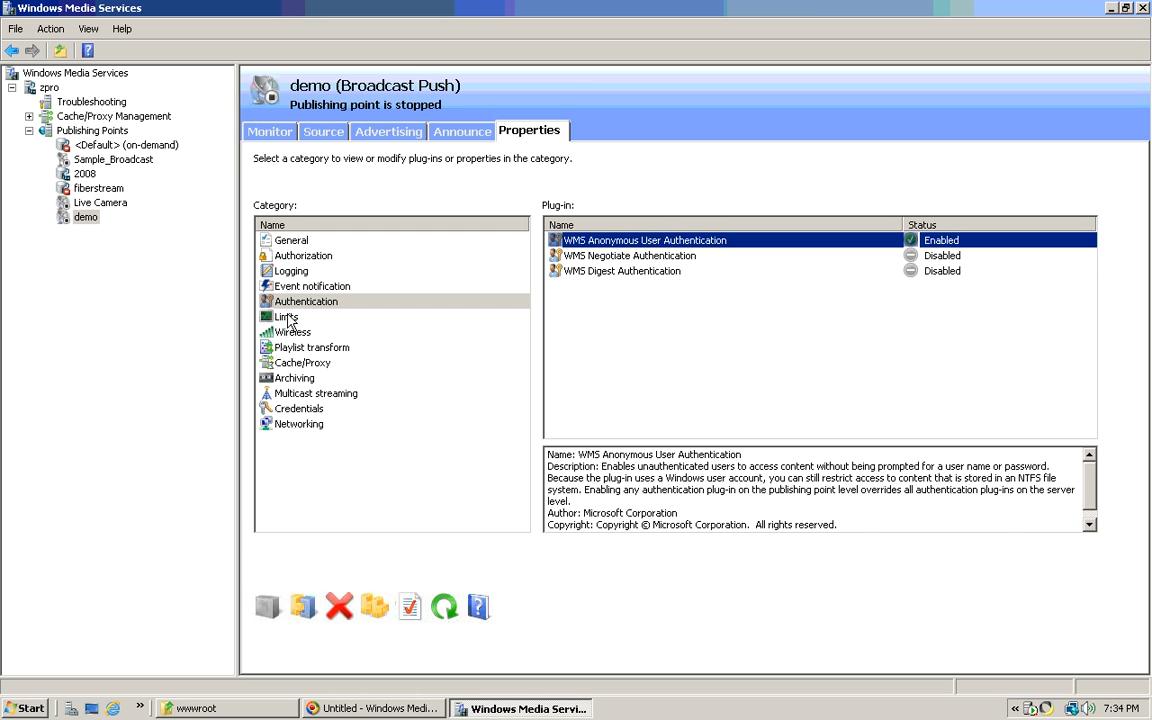 Windows Media Services
File Action View Help
Windows Media Services
zpro
Troubleshooting
Cache/Proxy Management
Publishing Points
<Default> (on-demand)
Sample_Broadcast
2008
fiberstream
Live Camera
demo
demo (Broadcast Push)
Publishing point is stopped
Monitor Source Advertising Announce Properties
Select a category to view or modify plug-ins or properties in the category.
Category:
Name
General
Authorization
Logging
Event notification
Authentication
Limits
Wireless
Playlist transform
Cache/Proxy
Archiving
Multicast streaming
Credentials
Networking
Plug-in:
Name Status
WMS Anonymous User Authentication Enabled
WMS Negotiate Authentication Disabled
WMS Digest Authentication Disabled
Name: WMS Anonymous User Authentication
Description: Enables unauthenticated users to access content without being prompted for a user name or password.
Because the plug-in uses a Windows user account, you can still restrict access to content that is stored in an NTFS file
system. Enabling any authentication plug-in on the publishing point level overrides all authentication plug-ins on the server
level.
Author: Microsoft Corporation
Copyright: Copyright © Microsoft Corporation. All rights reserved.
Start » wwwroot Untitled - Windows Medi... Windows Media Servi... « 7:34 PM